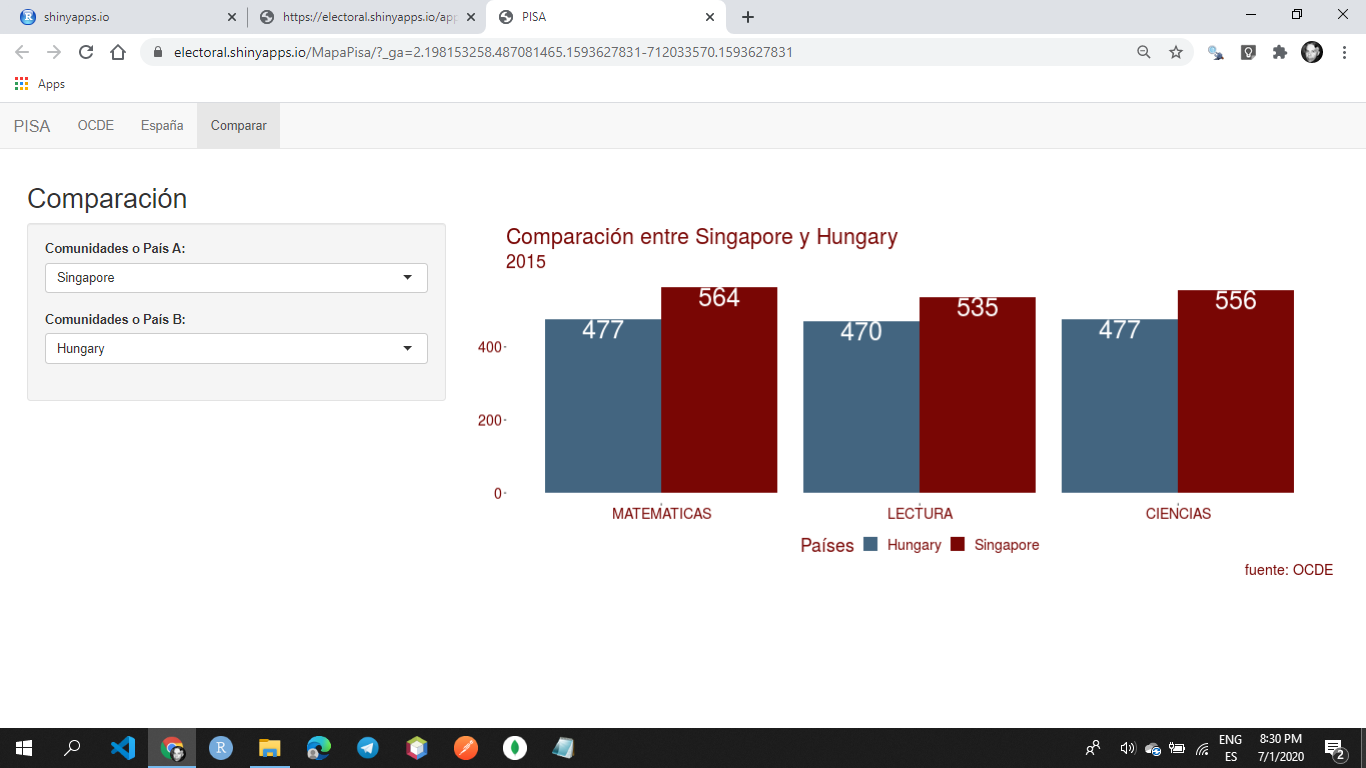 shinyapps.io
https://electoral.shinyapps.io/app
PISA
electoral.shinyapps.io/MapaPisa/?_ga=2.198153258.487081465.1593627831-712033570.1593627831
Apps
PISA OCDE España Comparar
Comparación
Comunidades o País A:
Singapore
Comunidades o País B:
Hungary
Comparación entre Singapore y Hungary
2015
477 564 470 535 477 556
400
200
0
MATEMATICAS LECTURA CIENCIAS
Países Hungary Singapore
fuente: OCDE
ENG
ES
8:30 PM
7/1/2020
2